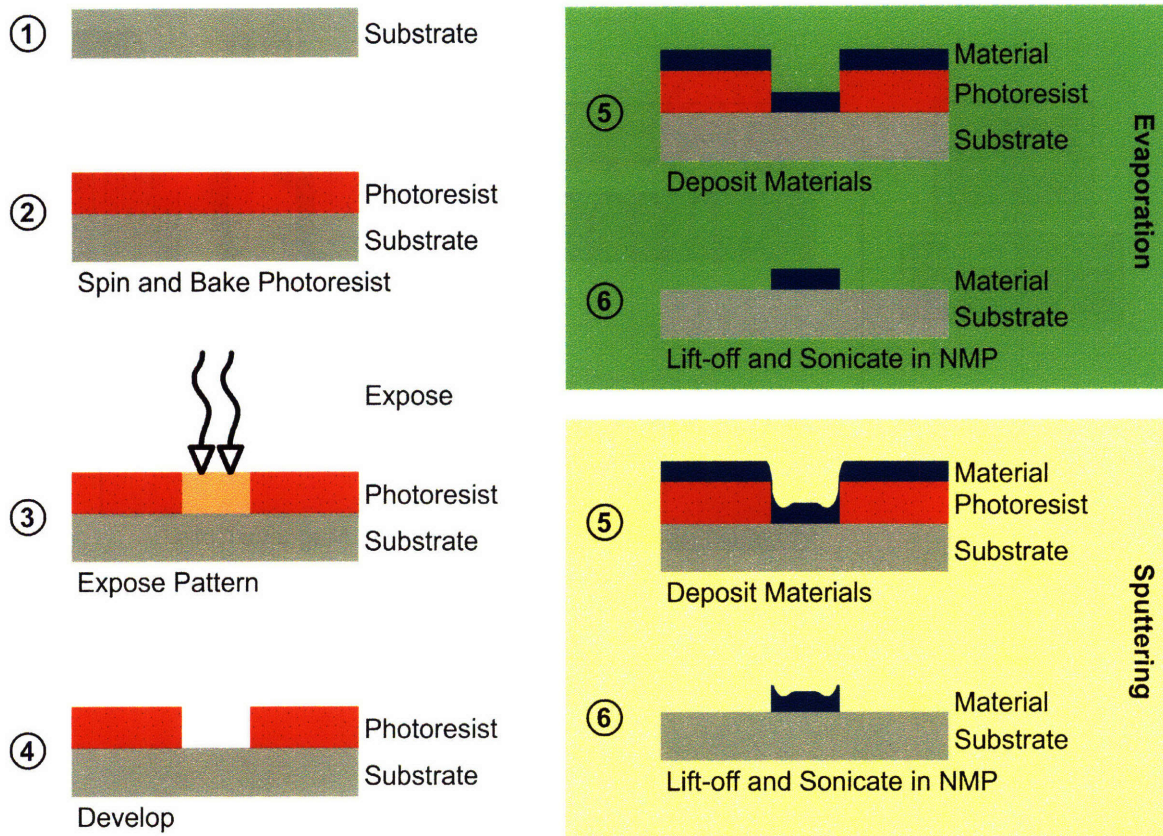 1
Substrate
2
Photoresist
Substrate
Spin and Bake Photoresist
Expose
3
Photoresist
Substrate
Expose Pattern
4
Photoresist
Substrate
Develop
5
Material
Photoresist
Substrate
Deposit Materials
6
Material
Substrate
Lift-off and Sonicate in NMP
Evaporation
5
Material
Photoresist
Substrate
Deposit Materials
6
Material
Substrate
Lift-off and Sonicate in NMP
Sputtering